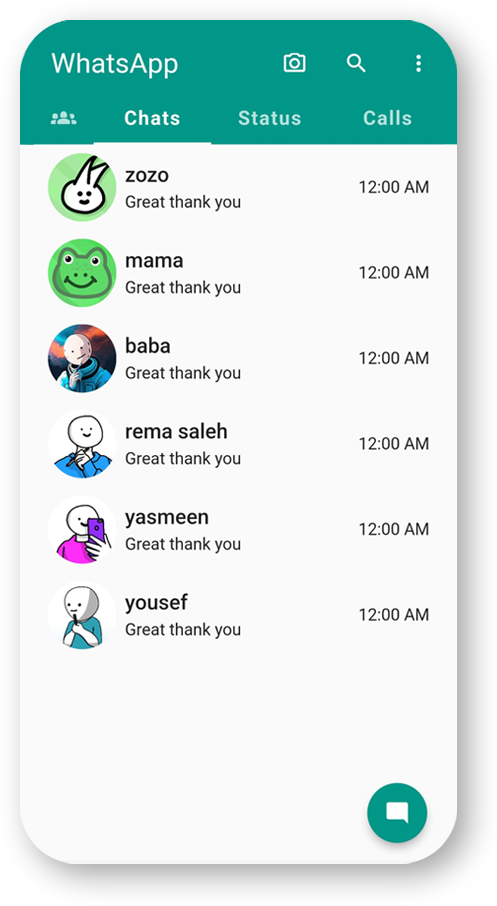 WhatsApp
Chats Status Calls
zozo
Great thank you
12:00 AM
mama
Great thank you
12:00 AM
baba
Great thank you
12:00 AM
rema saleh
Great thank you
12:00 AM
yasmeen
Great thank you
12:00 AM
yousef
Great thank you
12:00 AM